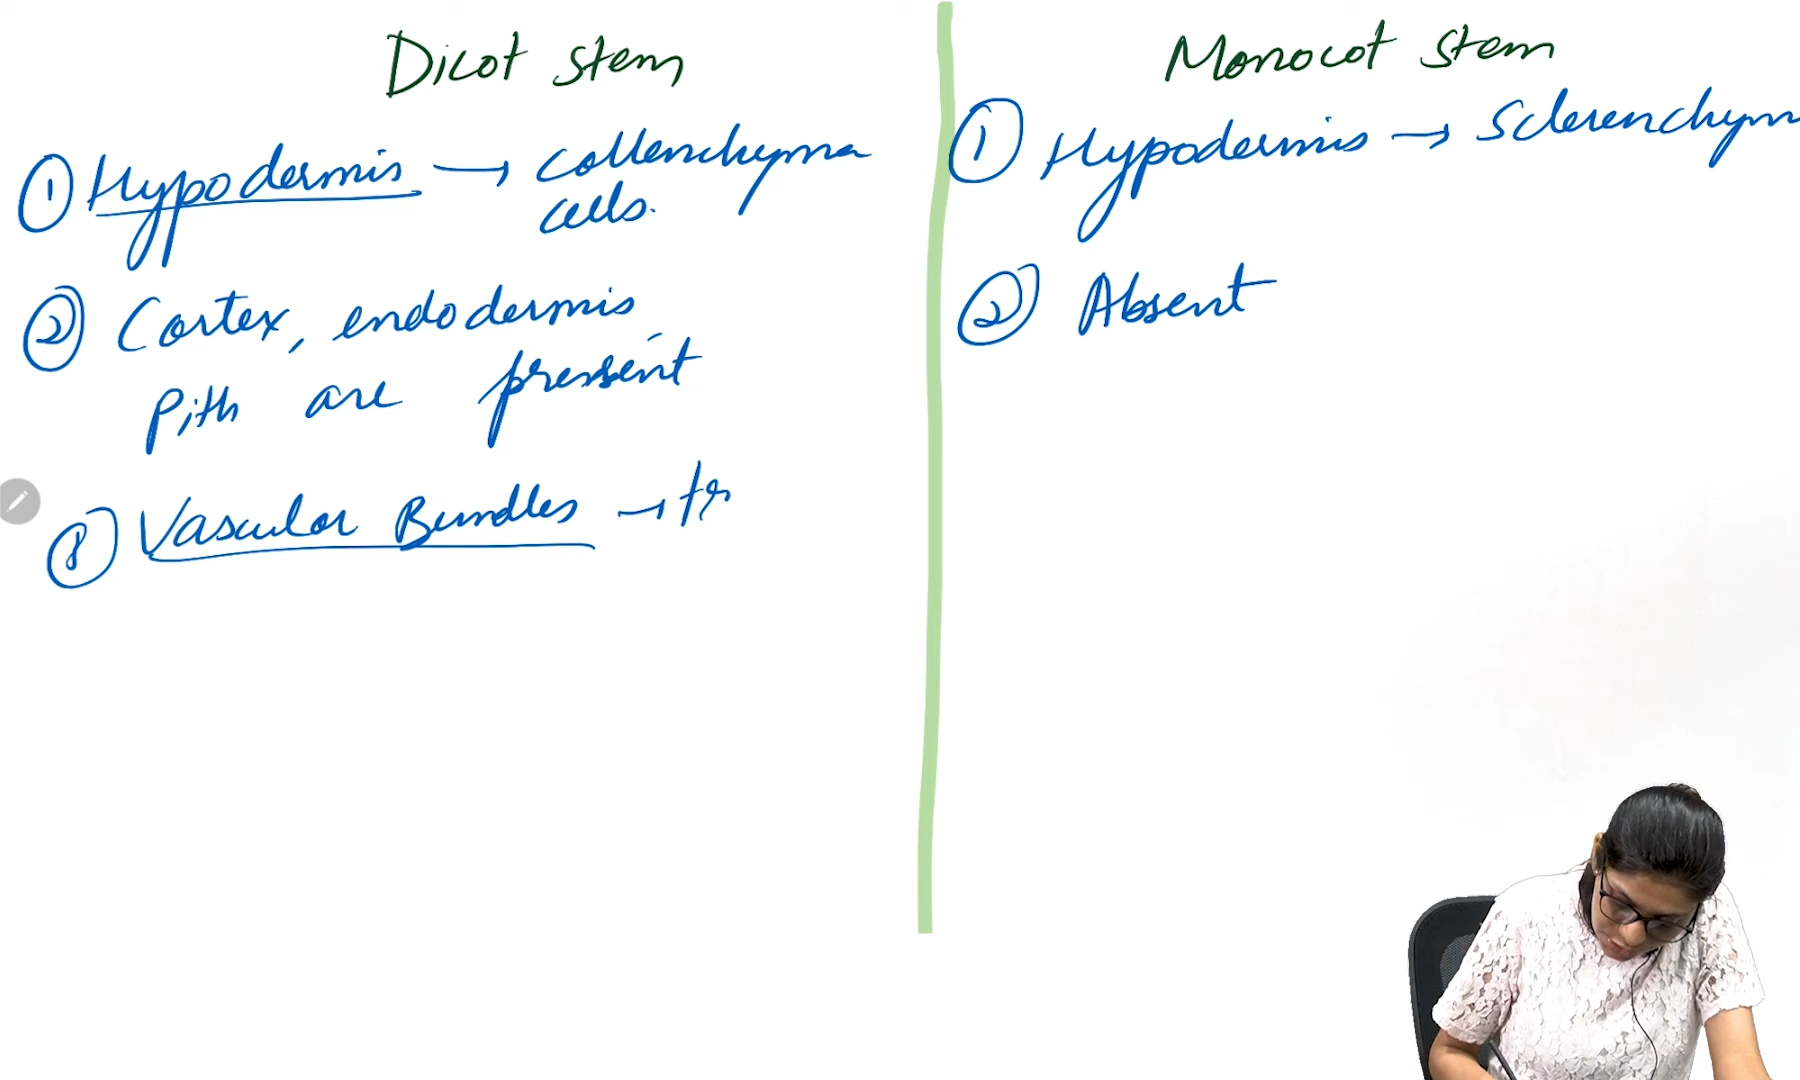 Dicot stem
① Hypodermis → collenchyma
cells.
② Cortex, endodermis
Pith are present
③ Vascular Bundles →
Monocot stem
① Hypodermis → Sclerenchym
② Absent